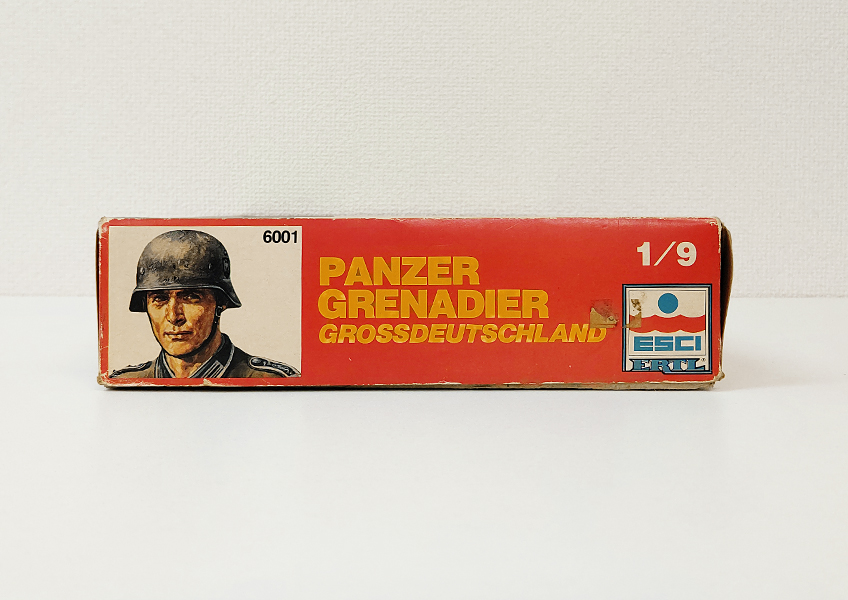 6001
PANZER
GRENADIER
GROSSDEUTSCHLAND
1/9
ESCI
ERTL®